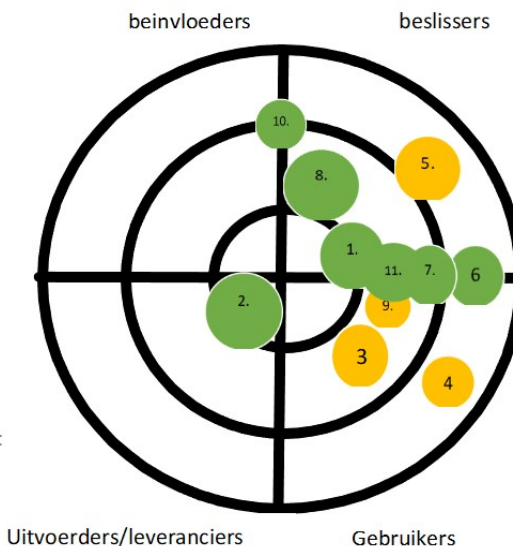 beinvloeders
beslissers
10.
5.
8.
1.
11.
7.
6
2.
9.
3
4
Uitvoerders/leveranciers
Gebruikers